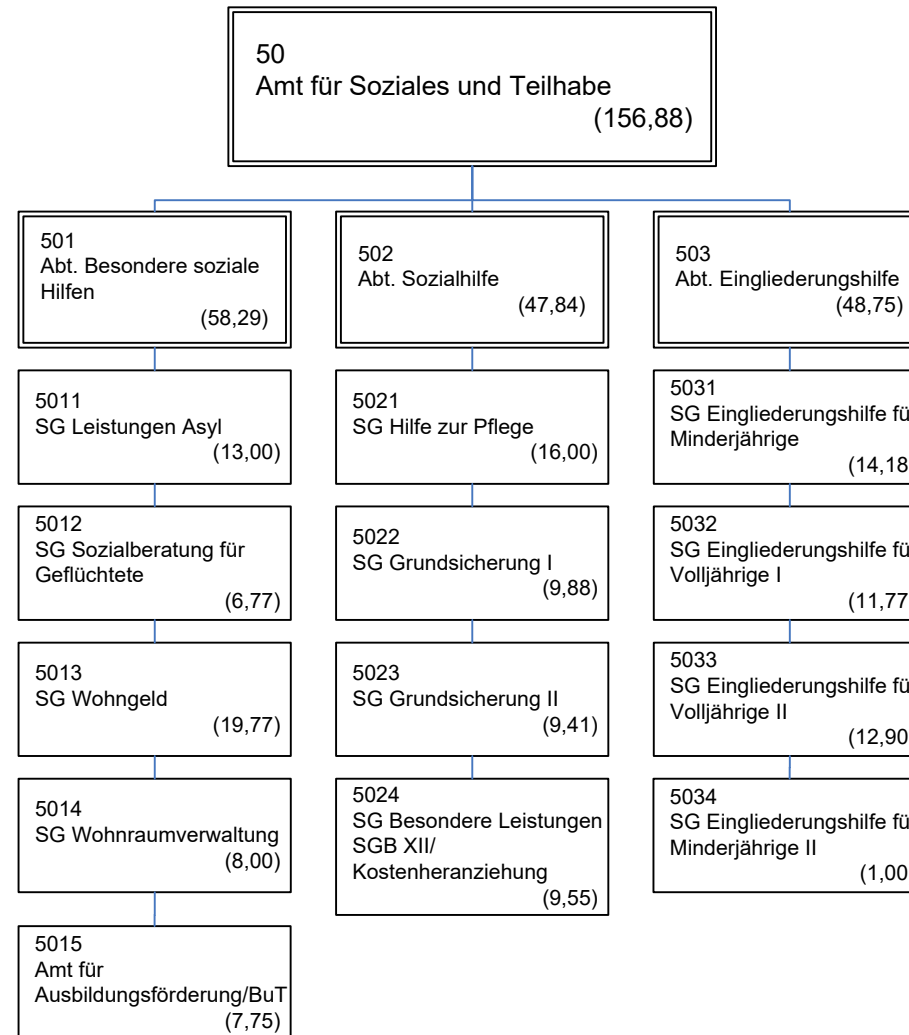 50
Amt für Soziales und Teilhabe
(156,88)
501
Abt. Besondere soziale
Hilfen
(58,29)
5011
SG Leistungen Asyl
(13,00)
5012
SG Sozialberatung für
Geflüchtete
(6,77)
5013
SG Wohngeld
(19,77)
5014
SG Wohnraumverwaltung
(8,00)
5015
Amt für
Ausbildungsförderung/BuT
(7,75)
502
Abt. Sozialhilfe
(47,84)
5021
SG Hilfe zur Pflege
(16,00)
5022
SG Grundsicherung I
(9,88)
5023
SG Grundsicherung II
(9,41)
5024
SG Besondere Leistungen
SGB XII/
Kostenheranziehung
(9,55)
503
Abt. Eingliederungshilfe
(48,75)
5031
SG Eingliederungshilfe fü
Minderjährige
(14,18
5032
SG Eingliederungshilfe fü
Volljährige I
(11,77
5033
SG Eingliederungshilfe fü
Volljährige II
(12,90
5034
SG Eingliederungshilfe fü
Minderjährige II
(1,00